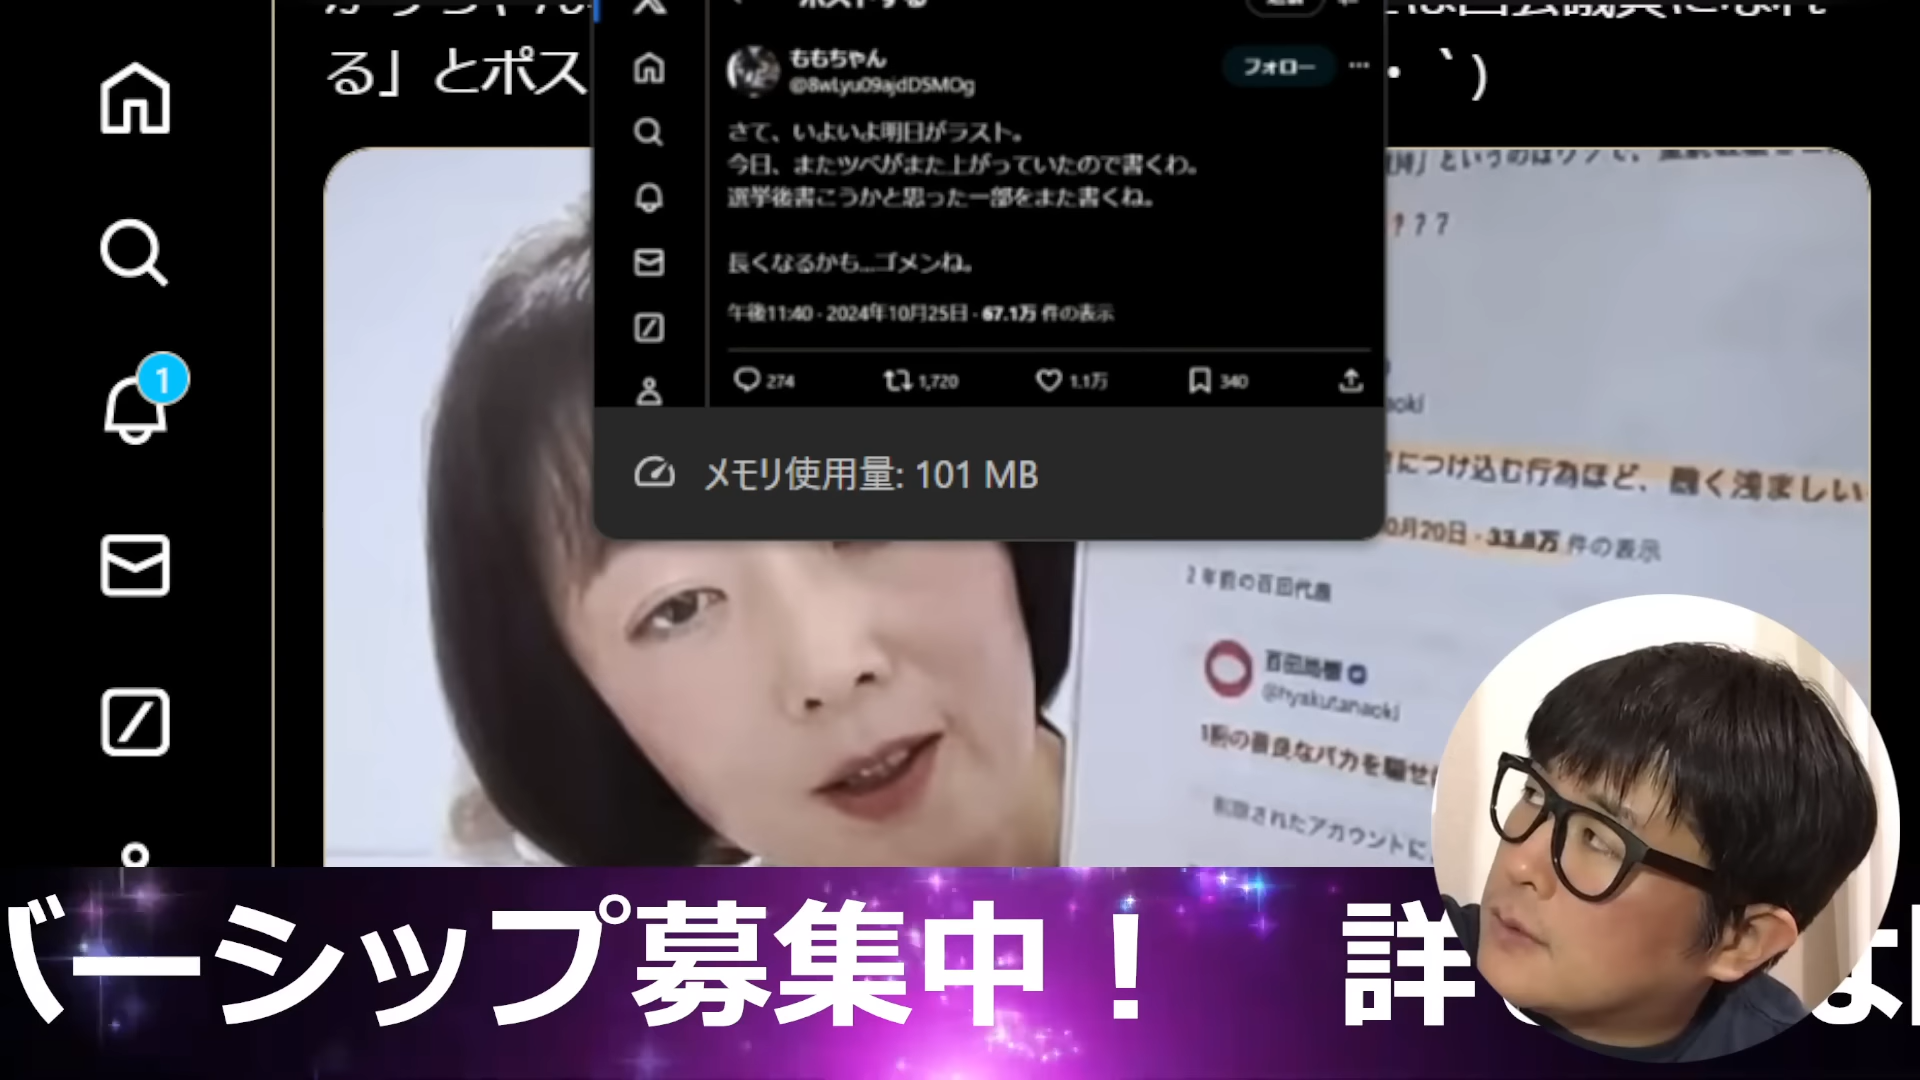 る」とポス
・｀)
ポストする
ももちゃん
@8wLyu09ajdD5MOg
フォロー
さて、いよいよ明日がラスト。
今日、またツベがまた上がっていたので書くわ。
選挙後書こうかと思った一部をまた書くね。
長くなるかも...ゴメンね。
午後11:40 · 2024年10月25日 · 67.1万 件の表示
274
1,720
1.1万
340
メモリ使用量: 101 MB
1
???
aoki
につけ込む行為ほど、醜く浅ましい
0月20日 · 33.8万 件の表示
2年前の百田代表
百田尚樹
@hyakutanaoki
の善良なバカを騙せ
削除されたアカウントに
バーシップ募集中！ 詳
は